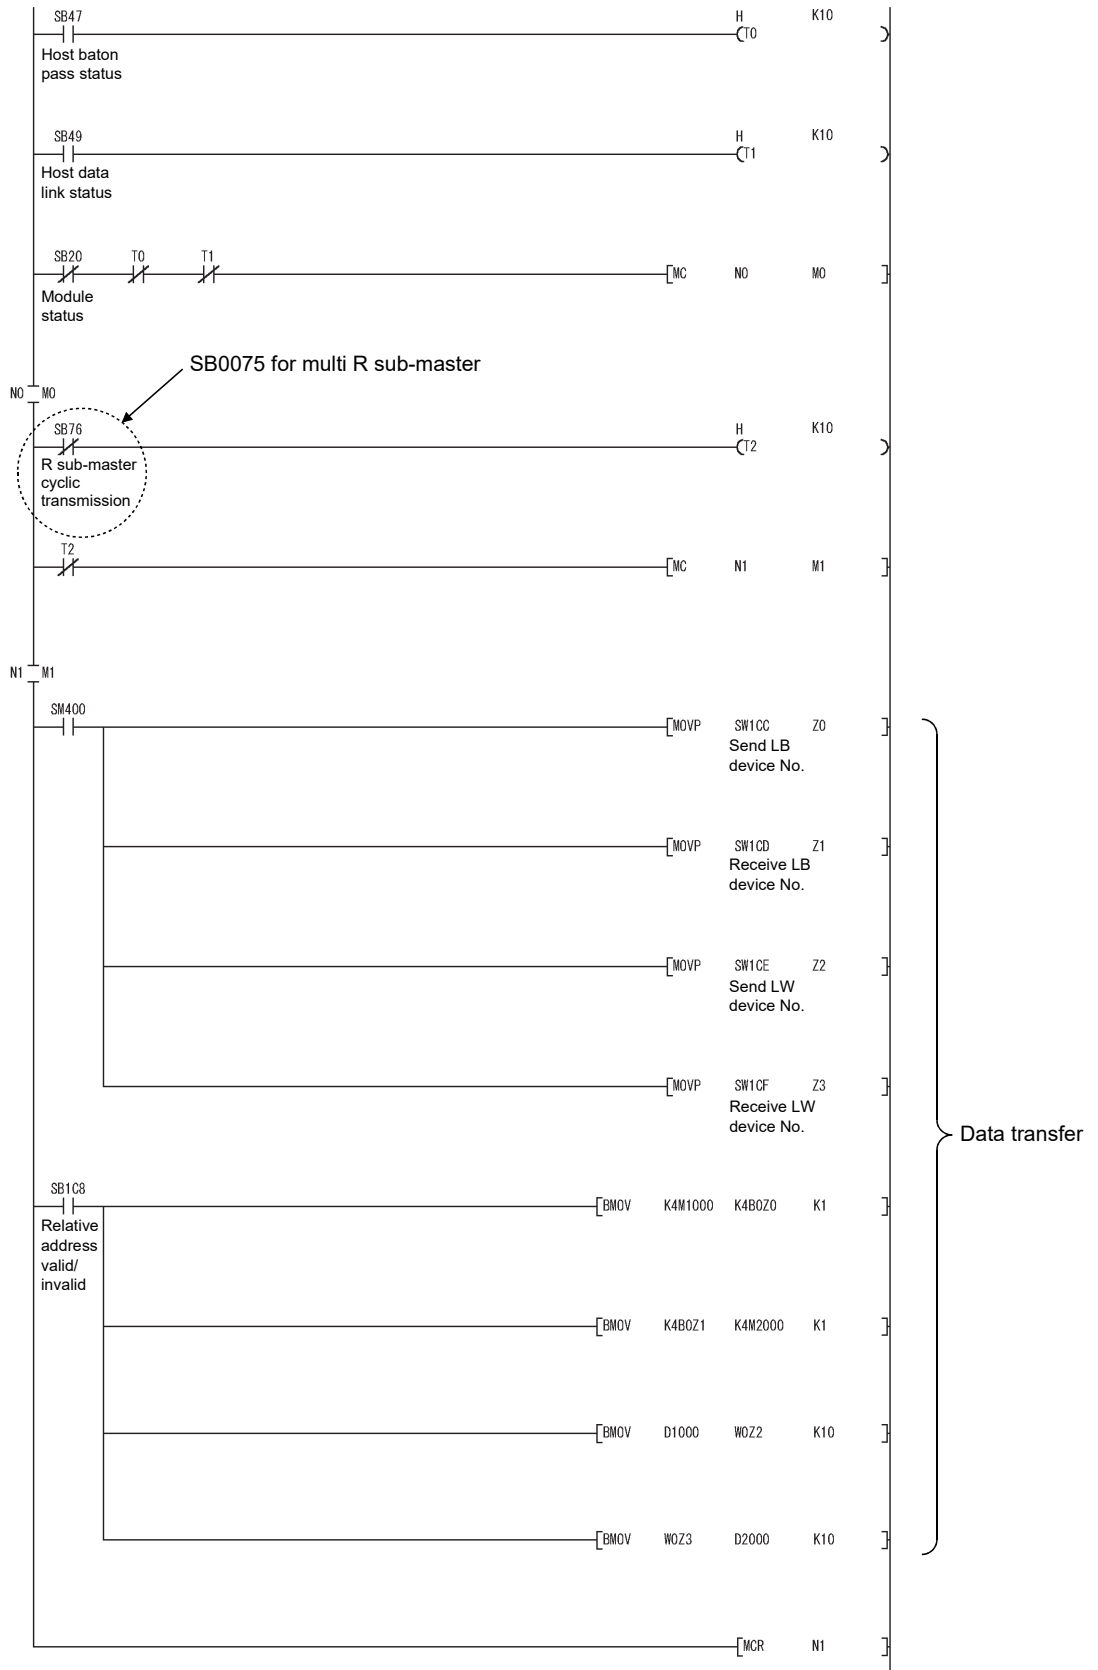 SB47 H K10
T0
Host baton
pass status
SB49 H K10
T1
Host data
link status
SB20 T0 T1
MC N0 M0
Module
status
SB0075 for multi R sub-master
N0 M0
SB76 H K10
T2
R sub-master
cyclic
transmission
T2
MC N1 M1
N1 M1
SM400
MOVP SW1CC Z0
Send LB
device No.
MOVP SW1CD Z1
Receive LB
device No.
MOVP SW1CE Z2
Send LW
device No.
MOVP SW1CF Z3
Receive LW
device No.
Data transfer
SB1C8
BMOV K4M1000 K4B0Z0 K1
Relative
address
valid/
invalid
BMOV K4B0Z1 K4M2000 K1
BMOV D1000 W0Z2 K10
BMOV W0Z3 D2000 K10
MCR N1